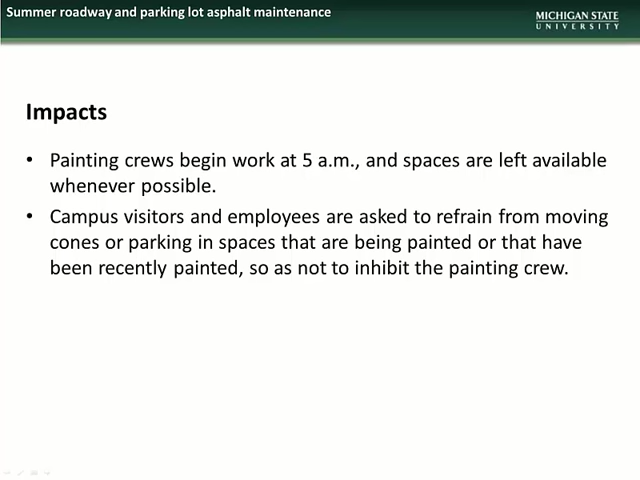 Summer roadway and parking lot asphalt maintenance
MICHIGAN STATE
UNIVERSITY
Impacts
• Painting crews begin work at 5 a.m., and spaces are left available
whenever possible.
• Campus visitors and employees are asked to refrain from moving
cones or parking in spaces that are being painted or that have
been recently painted, so as not to inhibit the painting crew.